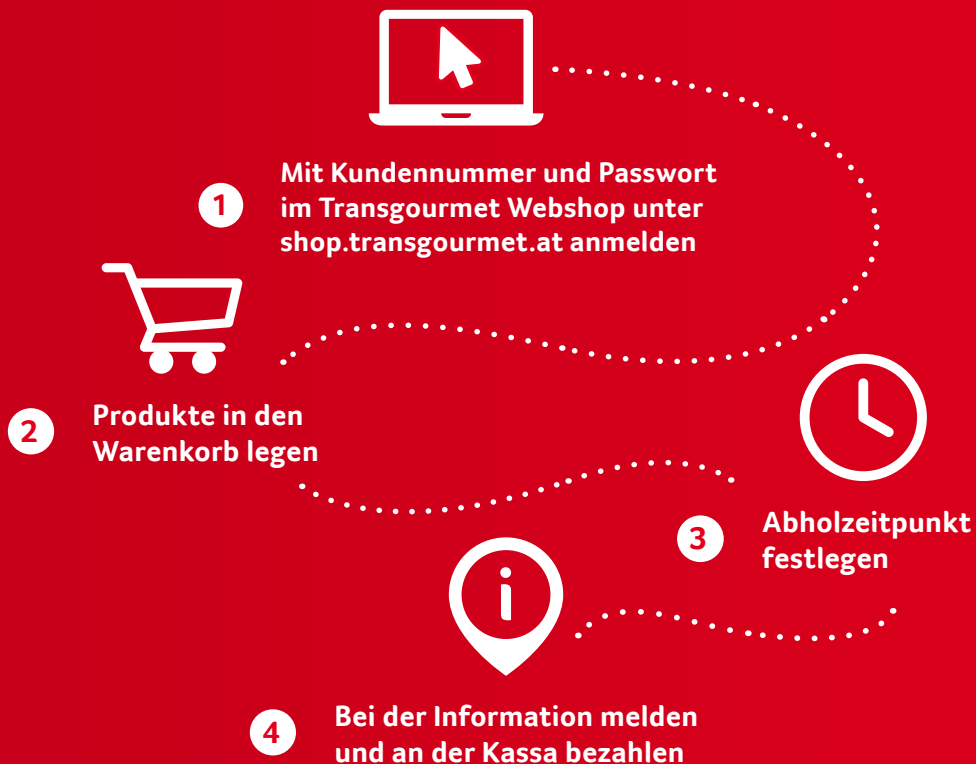 1
Mit Kundennummer und Passwort
im Transgourmet Webshop unter
shop.transgourmet.at anmelden
2
Produkte in den
Warenkorb legen
3
Abholzeitpunkt
festlegen
i
4
Bei der Information melden
und an der Kassa bezahlen